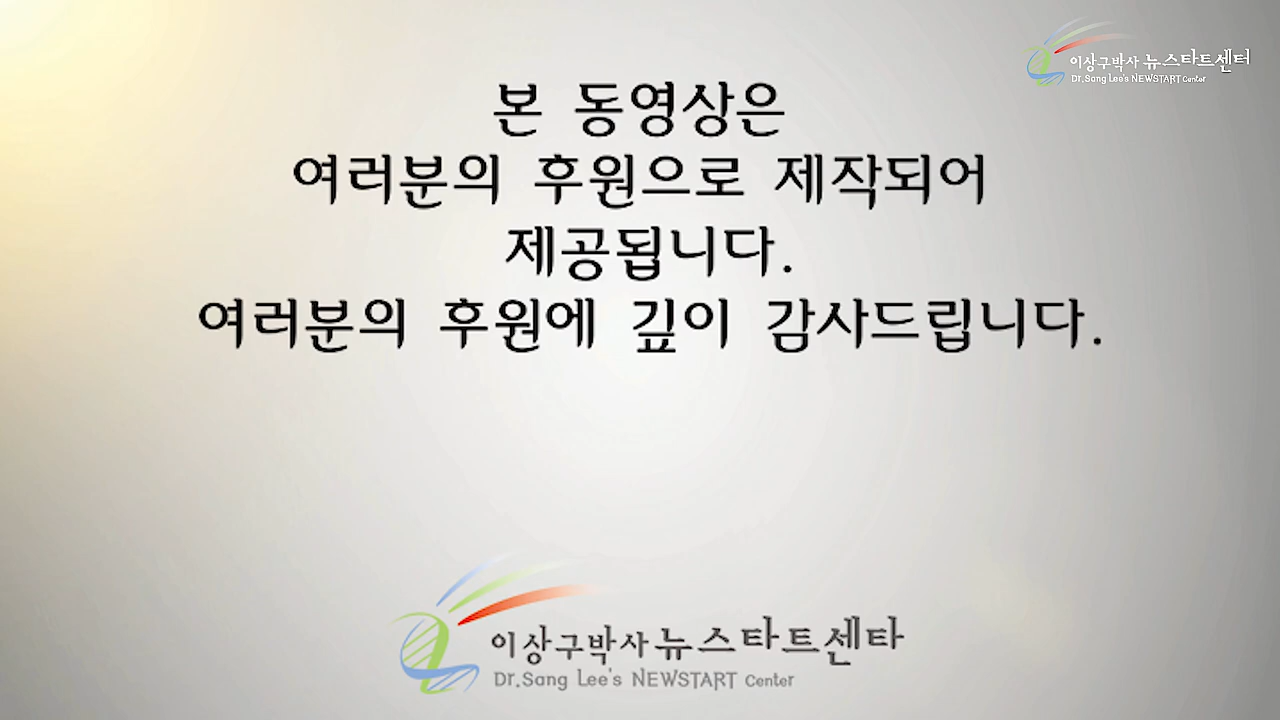 이상구박사 뉴스타트센터
Dr.Sang Lee's NEWSTART Center
본 동영상은
여러분의 후원으로 제작되어
제공됩니다.
여러분의 후원에 깊이 감사드립니다.
이상구박사 뉴스타트센타
Dr.Sang Lee's NEWSTART Center